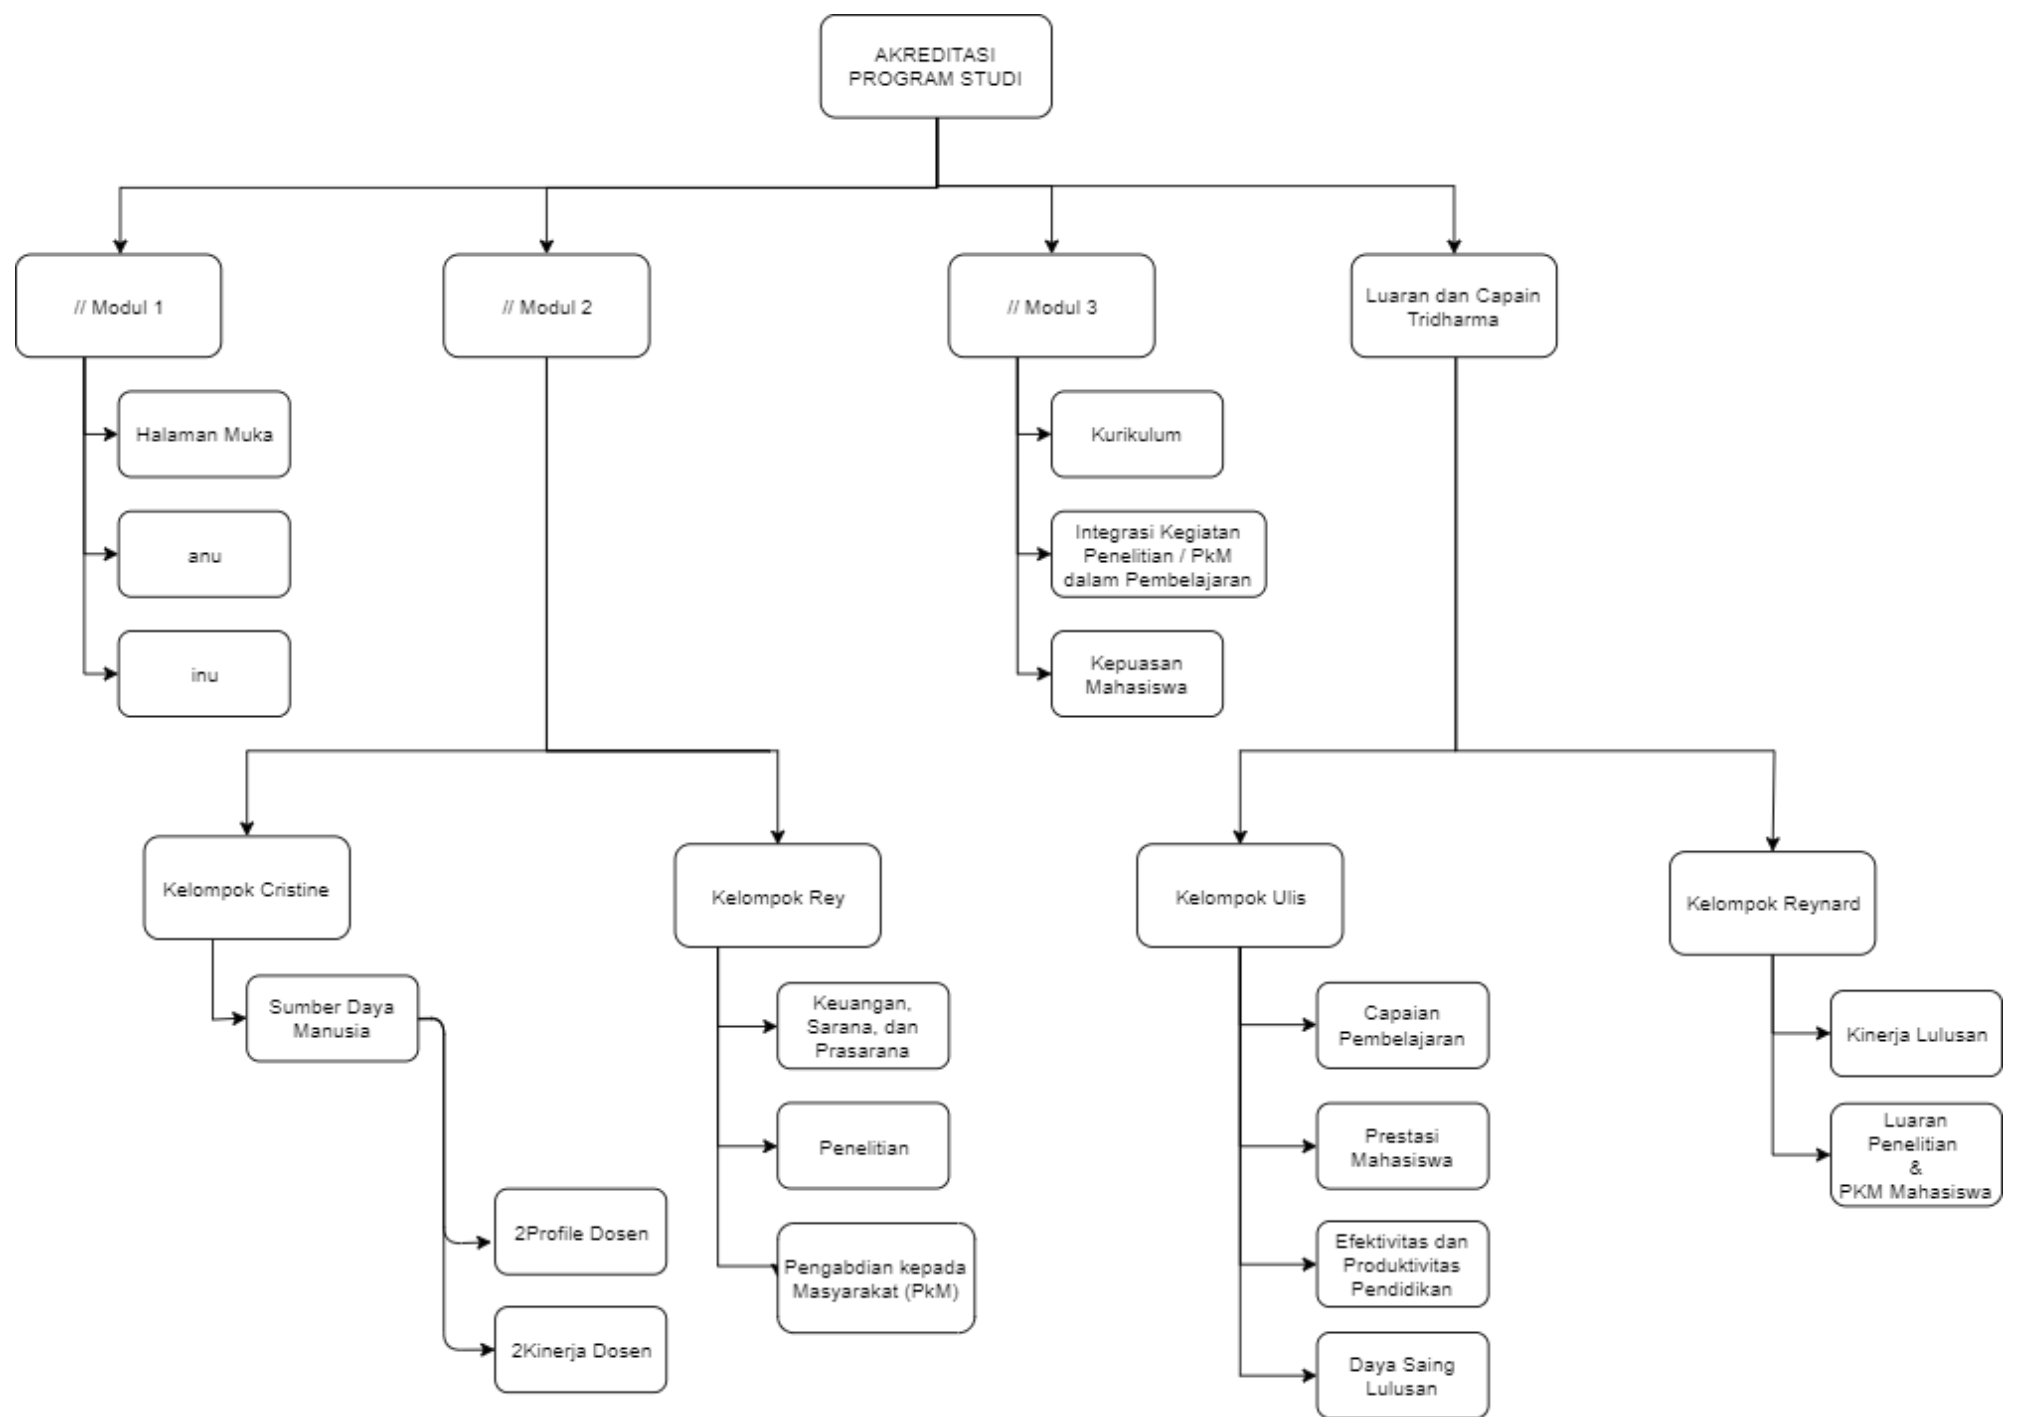 AKREDITASI
PROGRAM STUDI
// Modul 1
// Modul 2
// Modul 3
Luaran dan Capain
Tridharma
Halaman Muka
anu
inu
Kurikulum
Integrasi Kegiatan
Penelitian / PkM
dalam Pembelajaran
Kepuasan
Mahasiswa
Kelompok Cristine
Sumber Daya
Manusia
2Profile Dosen
2Kinerja Dosen
Kelompok Rey
Keuangan,
Sarana, dan
Prasarana
Penelitian
Pengabdian kepada
Masyarakat (PkM)
Kelompok Ulis
Capaian
Pembelajaran
Prestasi
Mahasiswa
Efektivitas dan
Produktivitas
Pendidikan
Daya Saing
Lulusan
Kelompok Reynard
Kinerja Lulusan
Luaran
Penelitian
&
PKM Mahasiswa